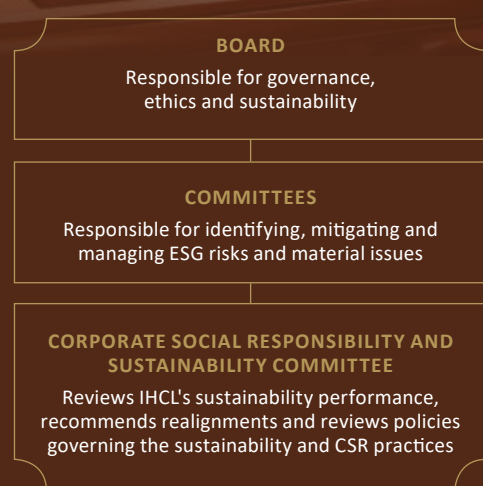 BOARD
Responsible for governance,
ethics and sustainability
COMMITTEES
Responsible for identifying, mitigating and
managing ESG risks and material issues
CORPORATE SOCIAL RESPONSIBILITY AND
SUSTAINABILITY COMMITTEE
Reviews IHCL's sustainability performance,
recommends realignments and reviews policies
governing the sustainability and CSR practices